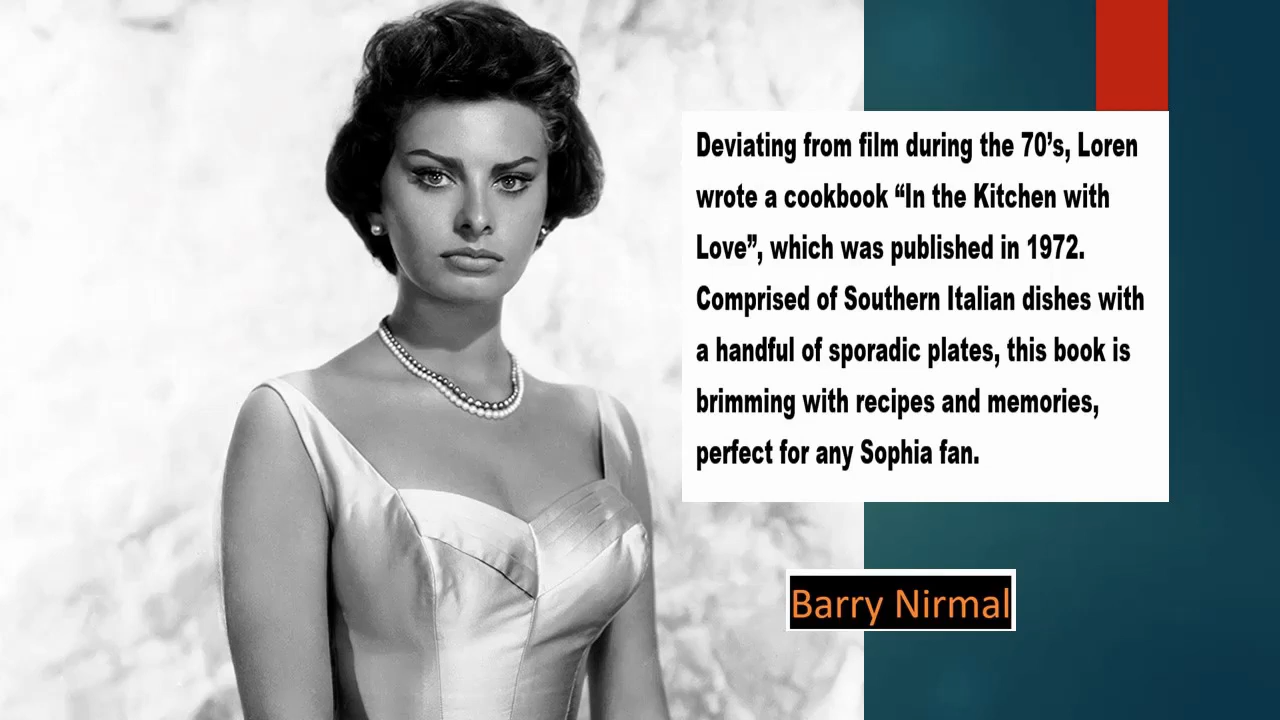 Deviating from film during the 70’s, Loren
wrote a cookbook “In the Kitchen with
Love”, which was published in 1972.
Comprised of Southern Italian dishes with
a handful of sporadic plates, this book is
brimming with recipes and memories,
perfect for any Sophia fan.
Barry Nirmal